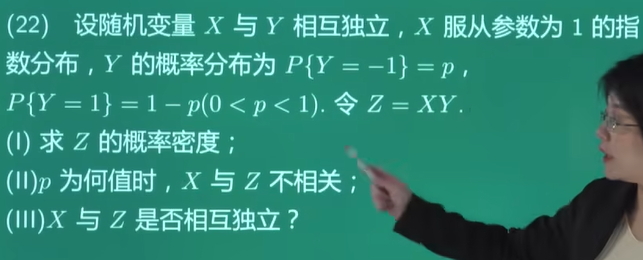 (22) 设随机变量 X 与 Y 相互独立，X 服从参数为 1 的指
数分布，Y 的概率分布为 P{Y = −1} = p，
P{Y = 1} = 1 − p(0 < p < 1). 令 Z = XY.
(I) 求 Z 的概率密度；
(II)p 为何值时，X 与 Z 不相关；
(III)X 与 Z 是否相互独立？